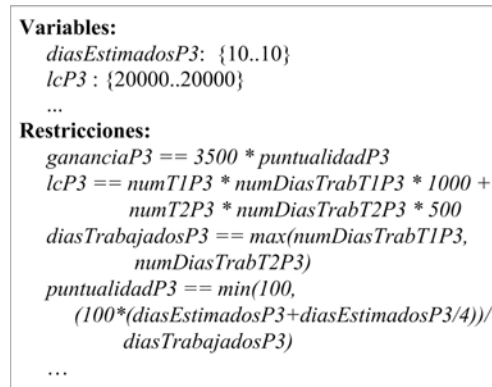 Variables:
diasEstimadosP3: {10..10}
lcP3 : {20000..20000}
...
Restricciones:
gananciaP3 == 3500 * puntualidadP3
lcP3 == numT1P3 * numDiasTrabT1P3 * 1000 +
numT2P3 * numDiasTrabT2P3 * 500
diasTrabajadosP3 == max(numDiasTrabT1P3,
numDiasTrabT2P3)
puntualidadP3 == min(100,
(100*(diasEstimadosP3+diasEstimadosP3/4))/
diasTrabajadosP3)
…